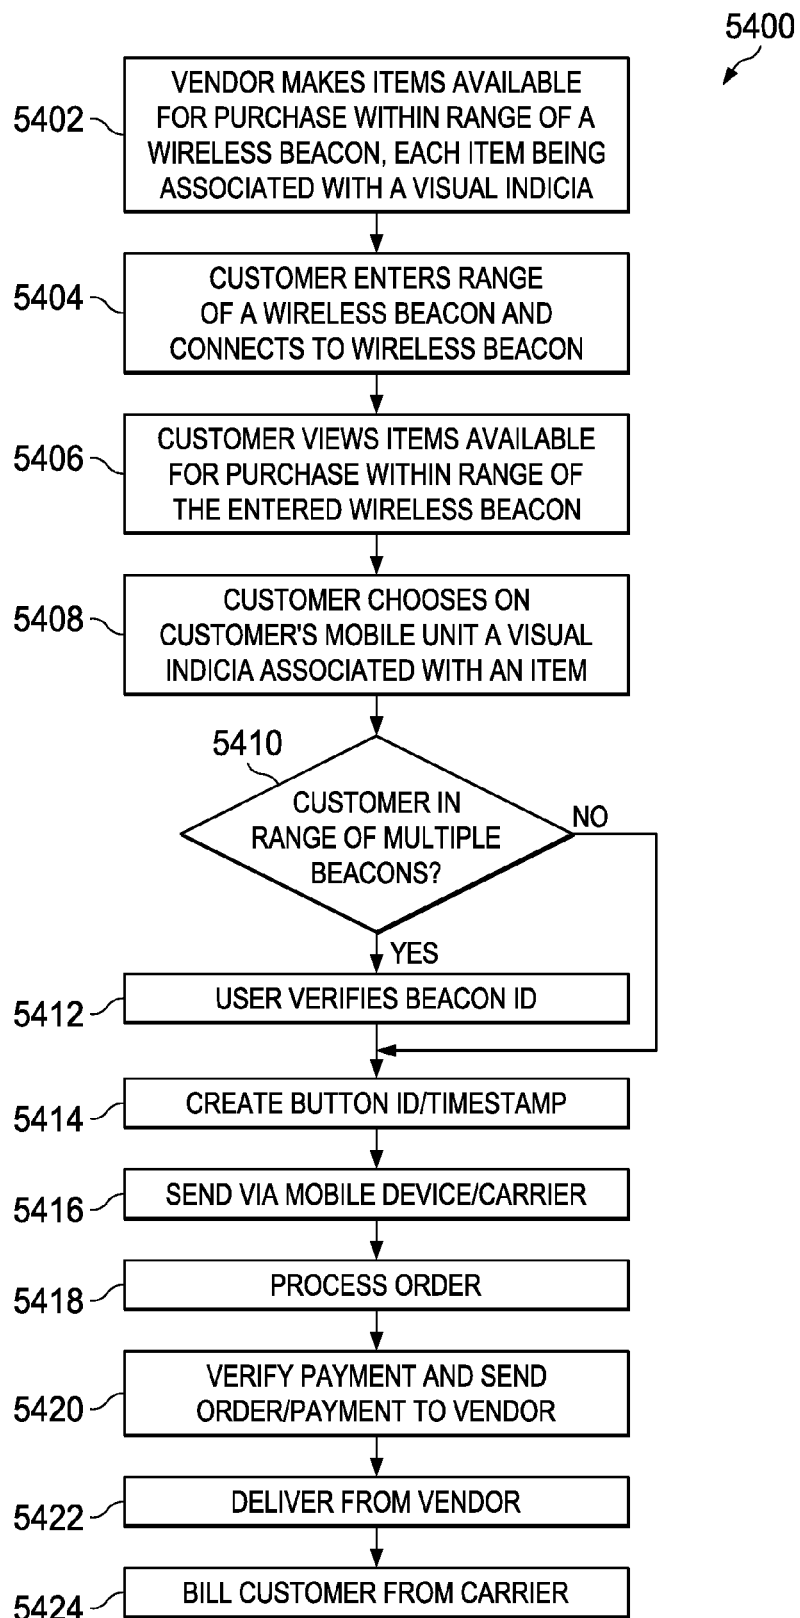 5400
5402
VENDOR MAKES ITEMS AVAILABLE
FOR PURCHASE WITHIN RANGE OF A
WIRELESS BEACON, EACH ITEM BEING
ASSOCIATED WITH A VISUAL INDICIA
5404
CUSTOMER ENTERS RANGE
OF A WIRELESS BEACON AND
CONNECTS TO WIRELESS BEACON
5406
CUSTOMER VIEWS ITEMS AVAILABLE
FOR PURCHASE WITHIN RANGE OF
THE ENTERED WIRELESS BEACON
5408
CUSTOMER CHOOSES ON
CUSTOMER'S MOBILE UNIT A VISUAL
INDICIA ASSOCIATED WITH AN ITEM
5410
CUSTOMER IN
RANGE OF MULTIPLE
BEACONS?
NO
YES
5412
USER VERIFIES BEACON ID
5414
CREATE BUTTON ID/TIMESTAMP
5416
SEND VIA MOBILE DEVICE/CARRIER
5418
PROCESS ORDER
5420
VERIFY PAYMENT AND SEND
ORDER/PAYMENT TO VENDOR
5422
DELIVER FROM VENDOR
5424
BILL CUSTOMER FROM CARRIER